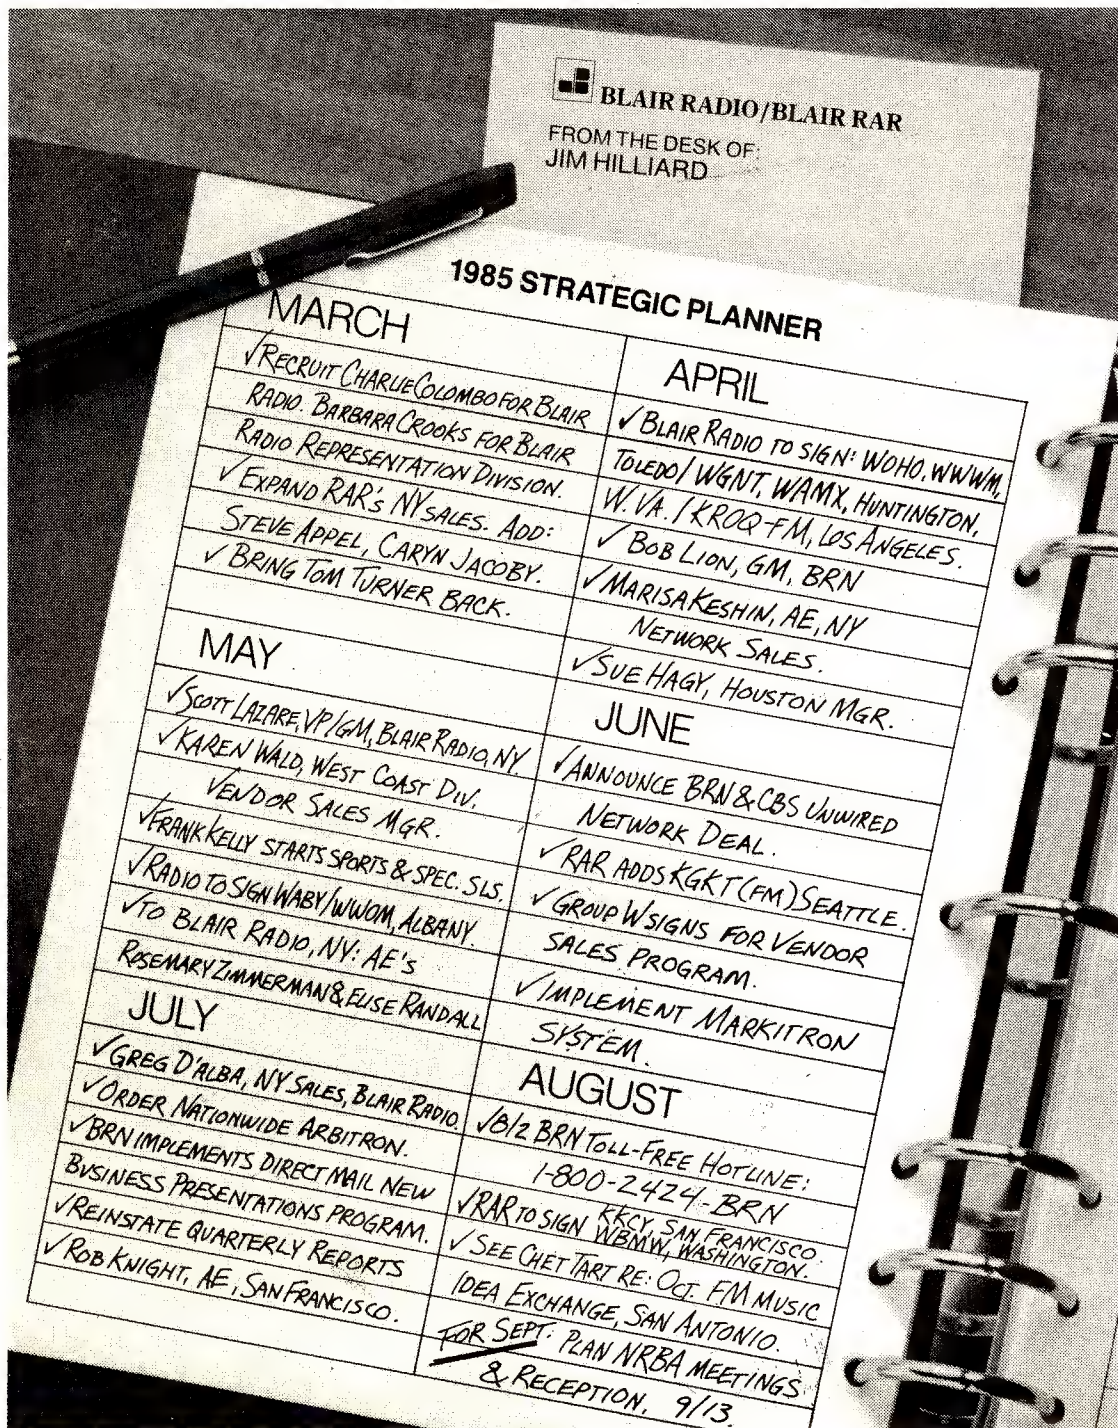 BLAIR RADIO/BLAIR RAR
FROM THE DESK OF:
JIM HILLIARD
1985 STRATEGIC PLANNER
MARCH
√RECRUIT CHARLIE COLOMBO FOR BLAIR
RADIO. BARBARA CROOKS FOR BLAIR
RADIO REPRESENTATION DIVISION.
√EXPAND RAR's NY SALES. ADD:
STEVE APPEL, CARYN JACOBY.
√BRING TOM TURNER BACK.
APRIL
√BLAIR RADIO TO SIGN: WOHO, WWWM,
TOLEDO/WGNT, WAMX, HUNTINGTON,
W. VA./KROQ-FM, LOS ANGELES.
√BOB LION, GM, BRN
√MARISA KESHIN, AE, NY
NETWORK SALES.
√SUE HAGY, HOUSTON MGR.
MAY
√SCOTT LAZARE, VP/GM, BLAIR RADIO, NY
√KAREN WALD, WEST COAST DIV.
VENDOR SALES MGR.
√FRANK KELLY STARTS SPORTS & SPEC. SLS.
√RADIO TO SIGN WABY/WWOM, ALBANY
√TO BLAIR RADIO, NY: AE's
ROSEMARY ZIMMERMAN & ELISE RANDALL
JUNE
√ANNOUNCE BRN & CBS UNWIRED
NETWORK DEAL.
√RAR ADDS KGKT (FM) SEATTLE.
√GROUP W SIGNS FOR VENDOR
SALES PROGRAM.
√IMPLEMENT MARKITRON
SYSTEM.
JULY
√GREG D'ALBA, NY SALES, BLAIR RADIO.
√ORDER NATIONWIDE ARBITRON.
√BRN IMPLEMENTS DIRECT MAIL NEW
BUSINESS PRESENTATIONS PROGRAM.
√REINSTATE QUARTERLY REPORTS
√ROB KNIGHT, AE, SAN FRANCISCO.
AUGUST
√8/2 BRN TOLL-FREE HOTLINE:
1-800-2424-BRN
√RAR TO SIGN KKCY, SAN FRANCISCO.
WBMW, WASHINGTON.
√SEE CHET TART RE: OCT. FM MUSIC
IDEA EXCHANGE, SAN ANTONIO.
FOR SEPT: PLAN NRBA MEETINGS
& RECEPTION, 9/13.